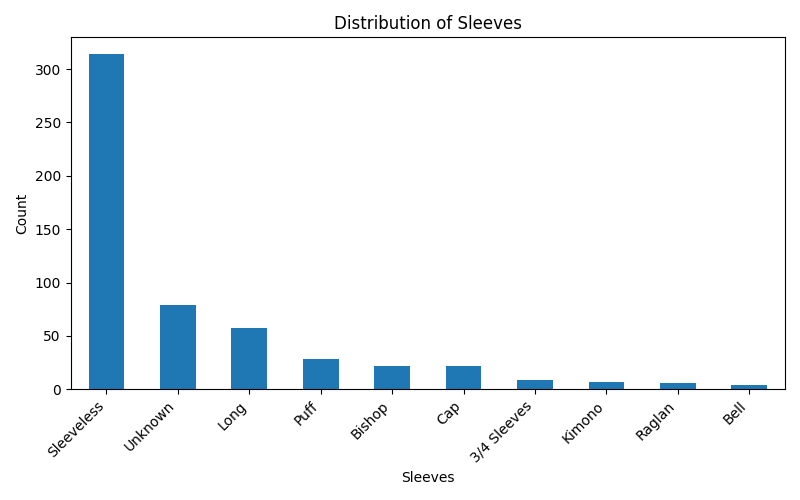 Distribution of Sleeves
Count
300
250
200
150
100
50
0
Sleeveless
Unknown
Long
Puff
Bishop
Cap
3/4 Sleeves
Kimono
Raglan
Bell
Sleeves